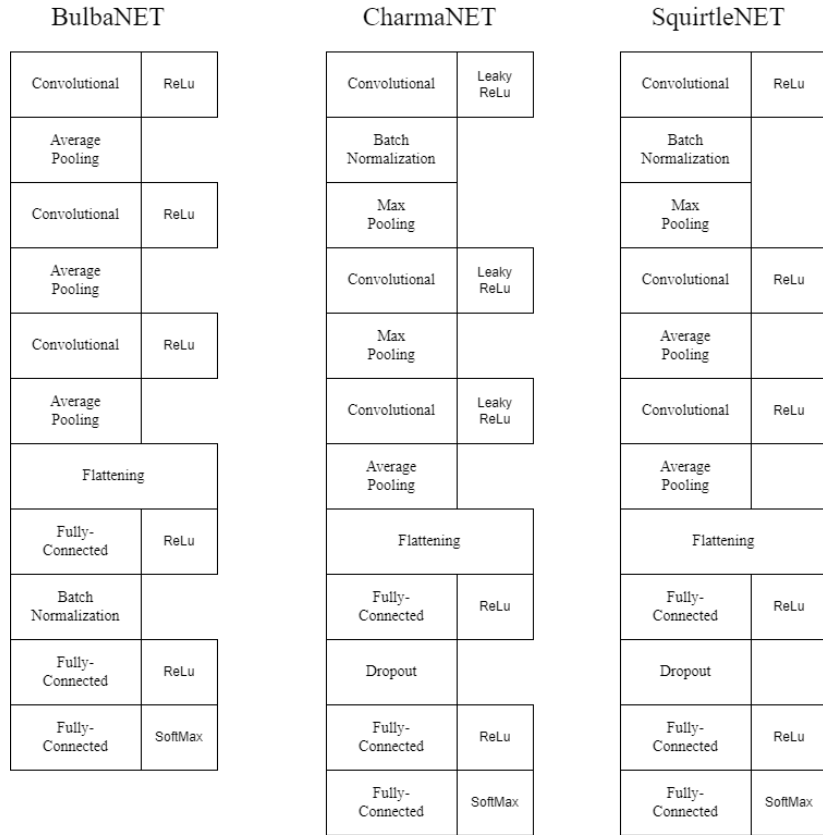 BulbaNET
Convolutional ReLu
Average
Pooling
Convolutional ReLu
Average
Pooling
Convolutional ReLu
Average
Pooling
Flattening
Fully-
Connected
ReLu
Batch
Normalization
Fully-
Connected
ReLu
Fully-
Connected
SoftMax
CharmaNET
Convolutional
Leaky
ReLu
Batch
Normalization
Max
Pooling
Convolutional
Leaky
ReLu
Max
Pooling
Convolutional
Leaky
ReLu
Average
Pooling
Flattening
Fully-
Connected
ReLu
Dropout
Fully-
Connected
ReLu
Fully-
Connected
SoftMax
SquirtleNET
Convolutional ReLu
Batch
Normalization
Max
Pooling
Convolutional ReLu
Average
Pooling
Convolutional ReLu
Average
Pooling
Flattening
Fully-
Connected
ReLu
Dropout
Fully-
Connected
ReLu
Fully-
Connected
SoftMax